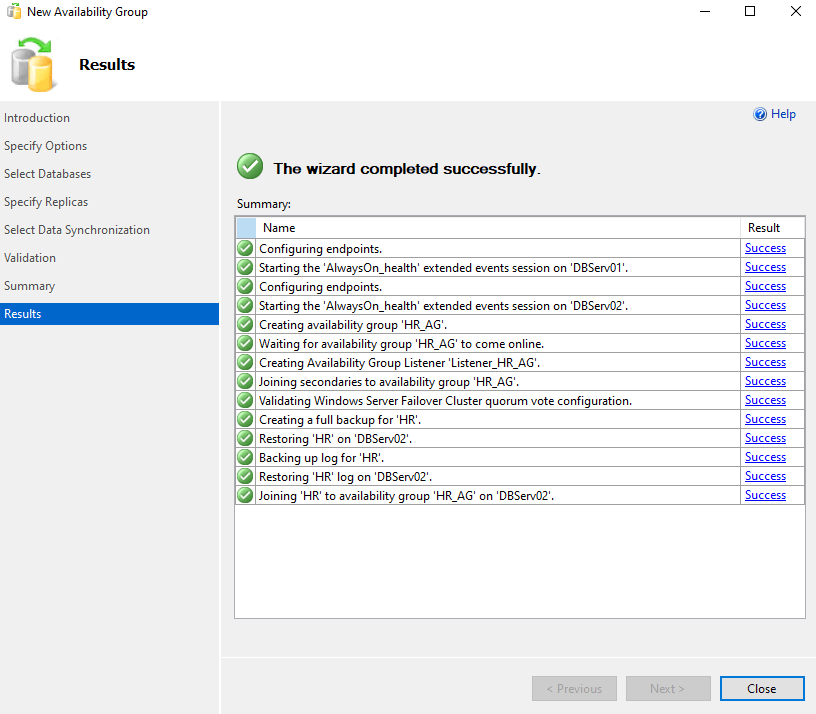 New Availability Group
Results
Introduction
Specify Options
Select Databases
Specify Replicas
Select Data Synchronization
Validation
Summary
Results
Help
The wizard completed successfully.
Summary:
Name Result
Configuring endpoints. Success
Starting the 'AlwaysOn_health' extended events session on 'DBServ01'. Success
Configuring endpoints. Success
Starting the 'AlwaysOn_health' extended events session on 'DBServ02'. Success
Creating availability group 'HR_AG'. Success
Waiting for availability group 'HR_AG' to come online. Success
Creating Availability Group Listener 'Listener_HR_AG'. Success
Joining secondaries to availability group 'HR_AG'. Success
Validating Windows Server Failover Cluster quorum vote configuration. Success
Creating a full backup for 'HR'. Success
Restoring 'HR' on 'DBServ02'. Success
Backing up log for 'HR'. Success
Restoring 'HR' log on 'DBServ02'. Success
Joining 'HR' to availability group 'HR_AG' on 'DBServ02'. Success
< Previous Next > Close